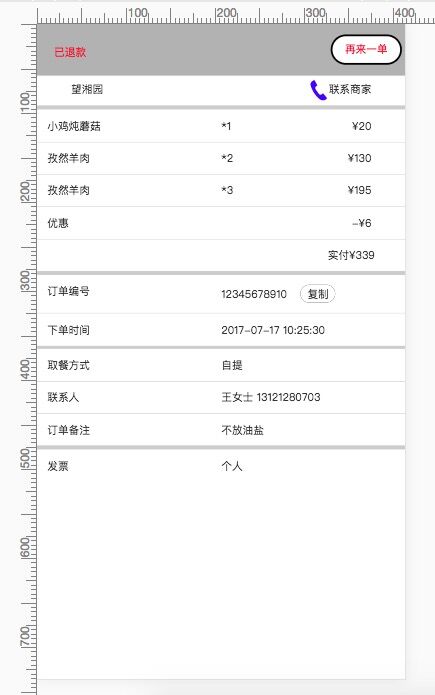 100 200 300 400
已退款 再来一单
望湘园 联系商家
100
小鸡炖蘑菇 *1 ¥20
孜然羊肉 *2 ¥130
孜然羊肉 *3 ¥195
200
优惠 -¥6
实付¥339
300
订单编号 12345678910 复制
下单时间 2017-07-17 10:25:30
取餐方式 自提
400
联系人 王女士 13121280703
订单备注 不放油盐
500
发票 个人
600
700